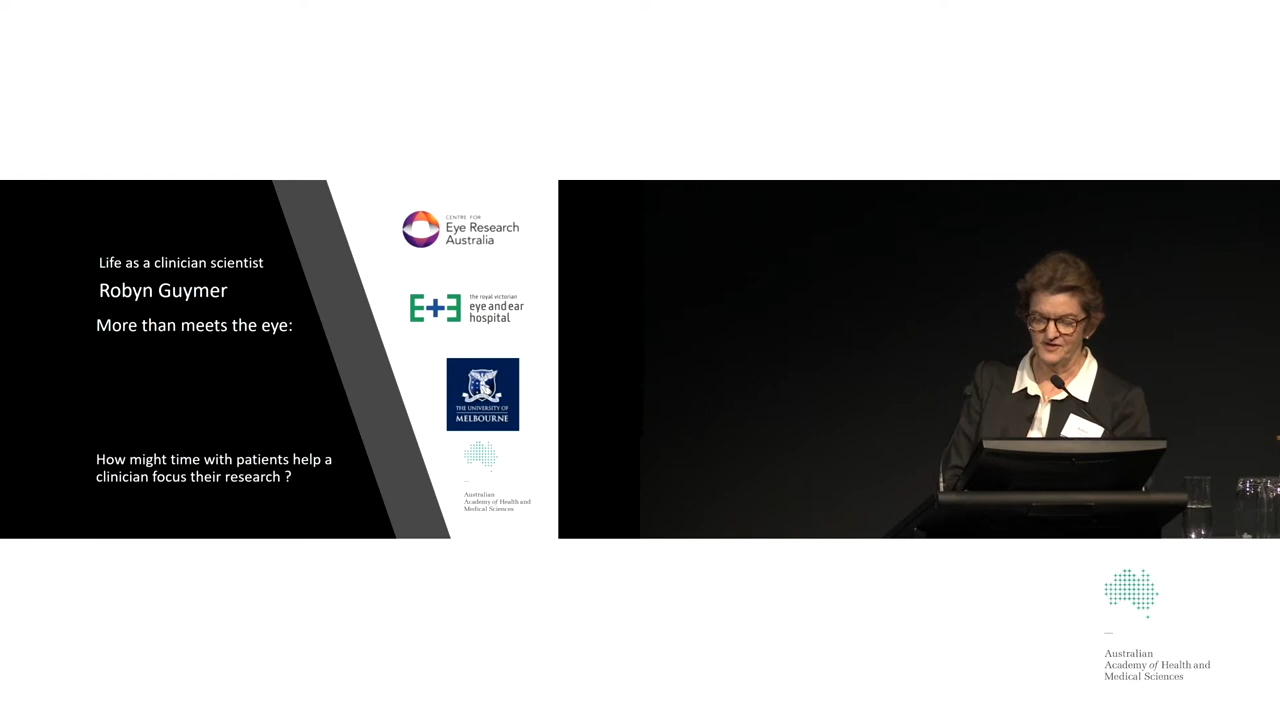 Life as a clinician scientist
Robyn Guymer
More than meets the eye:
How might time with patients help a
clinician focus their research ?
CENTRE FOR
Eye Research
Australia
E+E
the royal victorian
eye and ear
hospital
THE UNIVERSITY OF
MELBOURNE
Australian
Academy of Health and
Medical Sciences
Australian
Academy of Health and
Medical Sciences